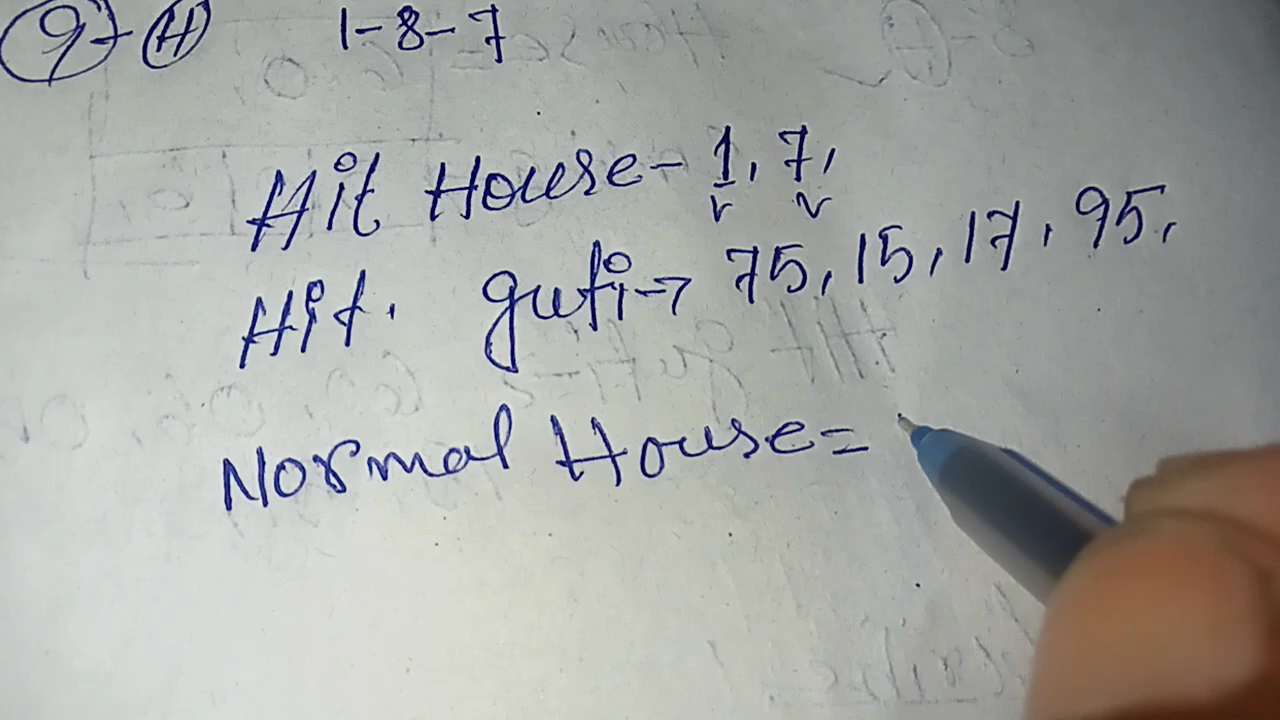 9-H 1-8-7
Hit House- 1, 7,
Hit. guti→ 75, 15, 17, 95,
Normal House=